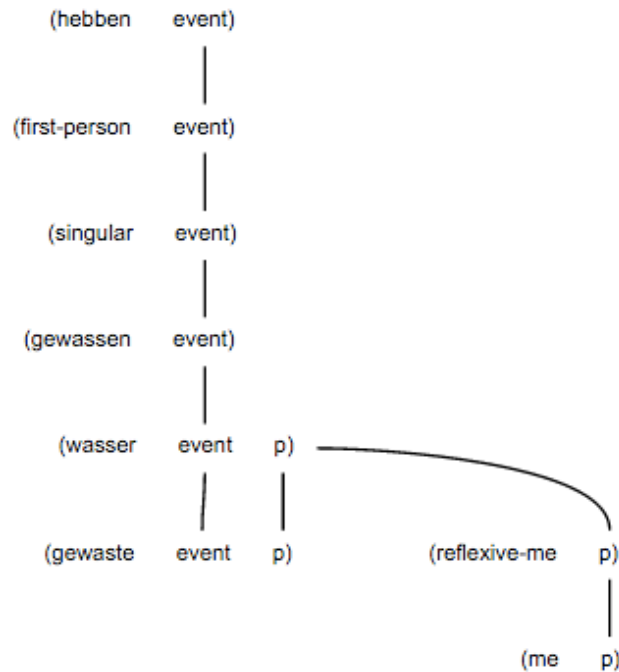 (hebben event)
(first-person event)
(singular event)
(gewassen event)
(wasser event p)
(gewaste event p) (reflexive-me p)
(me p)